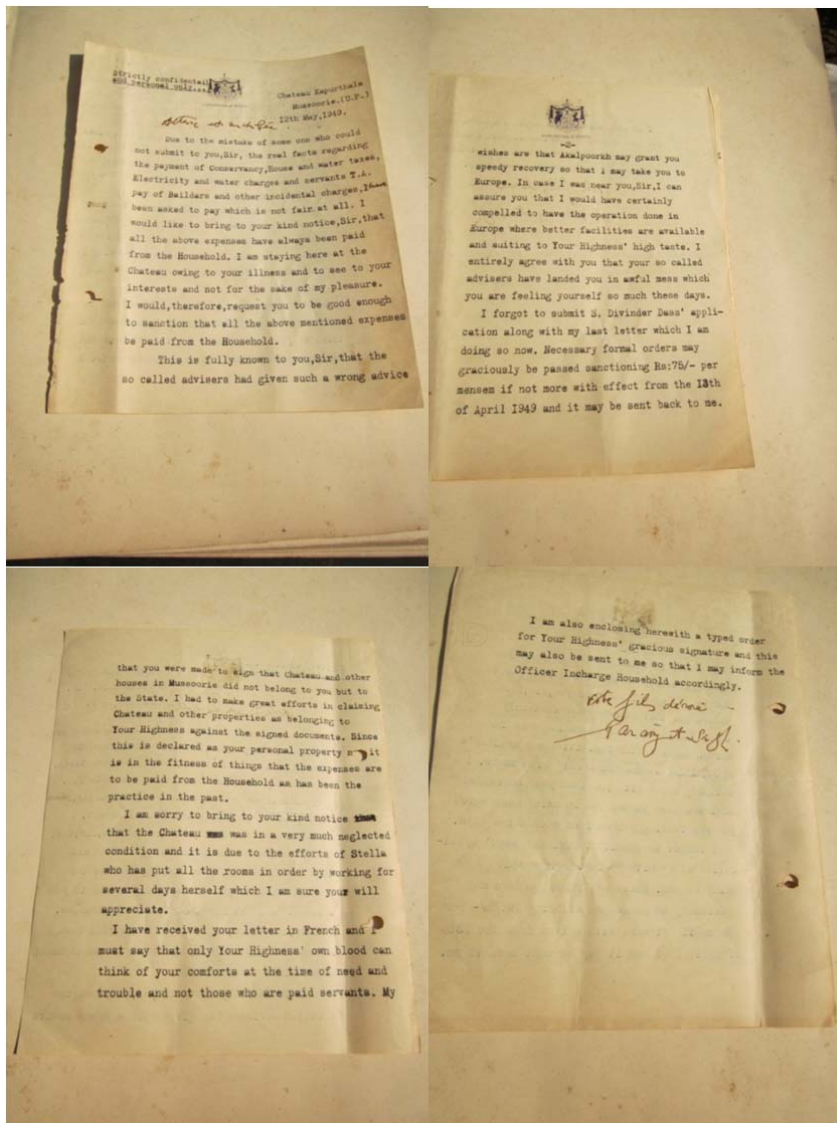 Strictly confidentail
and personal only...
Chateau Kapurthala
Mussoorie.(U.P.)
12th May,1949.
Due to the mistake of some one who could
not submit to you,Sir, the real facts regarding
the payment of Conservancy,House and water taxes,
Electricity and water charges and servants T.A.
pay of Beildars and other incidental charges,I have
been asked to pay which is not fair at all. I
would like to bring to your kind notice,Sir,that
all the above expenses have always been paid
from the Household. I am staying here at the
Chateau owing to your illness and to see to your
interests and not for the sake of my pleasure.
I would,therefore,request you to be good enough
to sanction that all the above mentioned expenses
be paid from the Household.
This is fully known to you,Sir,that the
so called advisers had given such a wrong advice
that you were made to sign that Chateau and other
houses in Mussoorie did not belong to you but to
the State. I had to make great efforts in claiming
Chateau and other properties as belonging to
Your Highness against the signed documents. Since
this is declared as your personal property it
is in the fitness of things that the expenses are
to be paid from the Household as has been the
practice in the past.
I am sorry to bring to your kind notice
that the Chateau was in a very much neglected
condition and it is due to the efforts of Stella
who has put all the rooms in order by working for
several days herself which I am sure you will
appreciate.
I have received your letter in French and I
must say that only Your Highness' own blood can
think of your comforts at the time of need and
trouble and not those who are paid servants. My
-2-
wishes are that Akalpoorkh may grant you
speedy recovery so that I may take you to
Europe. In case I was near you,Sir,I can
assure you that I would have certainly
compelled to have the operation done in
Europe where better facilities are available
and suiting to Your Highness' high taste. I
entirely agree with you that your so called
advisers have landed you in awful mess which
you are feeling yourself so much these days.
I forgot to submit S. Divinder Dass' appli-
cation along with my last letter which I am
doing so now. Necessary formal orders may
graciously be passed sanctioning Rs:75/- per
mensem if not more with effect from the 13th
of April 1949 and it may be sent back to me.
I am also enclosing herewith a typed order
for Your Highness' gracious signature and this
may also be sent to me so that I may inform the
Officer Incharge Household accordingly.
Votre fils dévoué
Karamjit Singh.